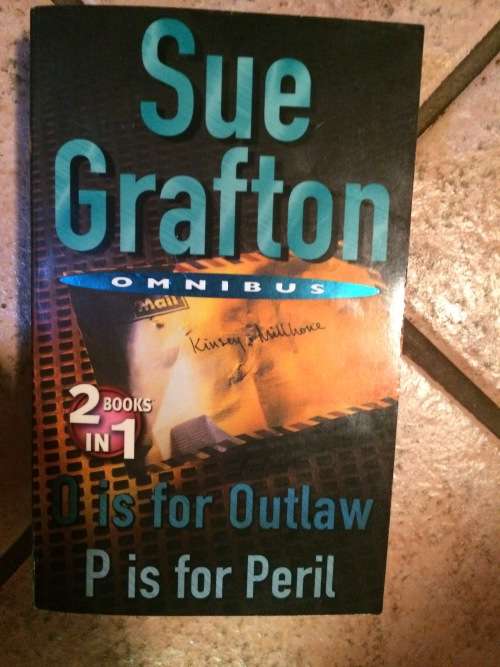 Sue
Grafton
OMNIBUS
Mail
Kinsey Millhone
2 BOOKS
IN 1
O is for Outlaw
P is for Peril